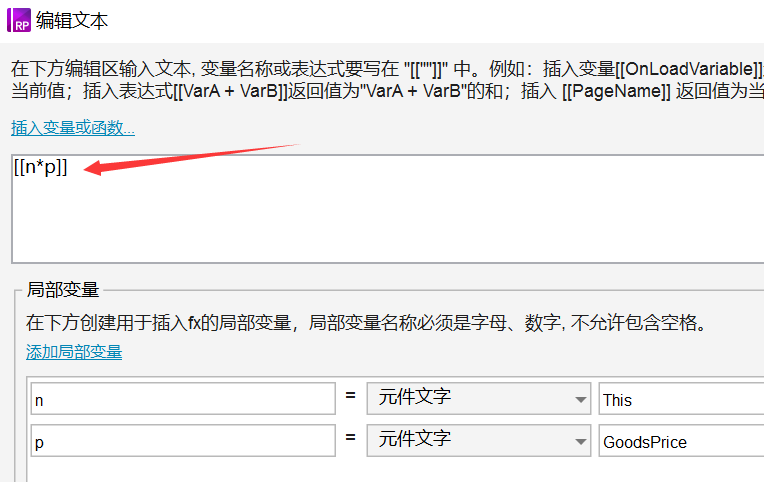 RP 编辑文本
在下方编辑区输入文本, 变量名称或表达式要写在 "[[""]]" 中。例如：插入变量[[OnLoadVariable]]
当前值；插入表达式[[VarA + VarB]]返回值为"VarA + VarB"的和；插入 [[PageName]] 返回值为当
插入变量或函数...
[[n*p]]
局部变量
在下方创建用于插入fx的局部变量，局部变量名称必须是字母、数字, 不允许包含空格。
添加局部变量
n = 元件文字 This
p = 元件文字 GoodsPrice